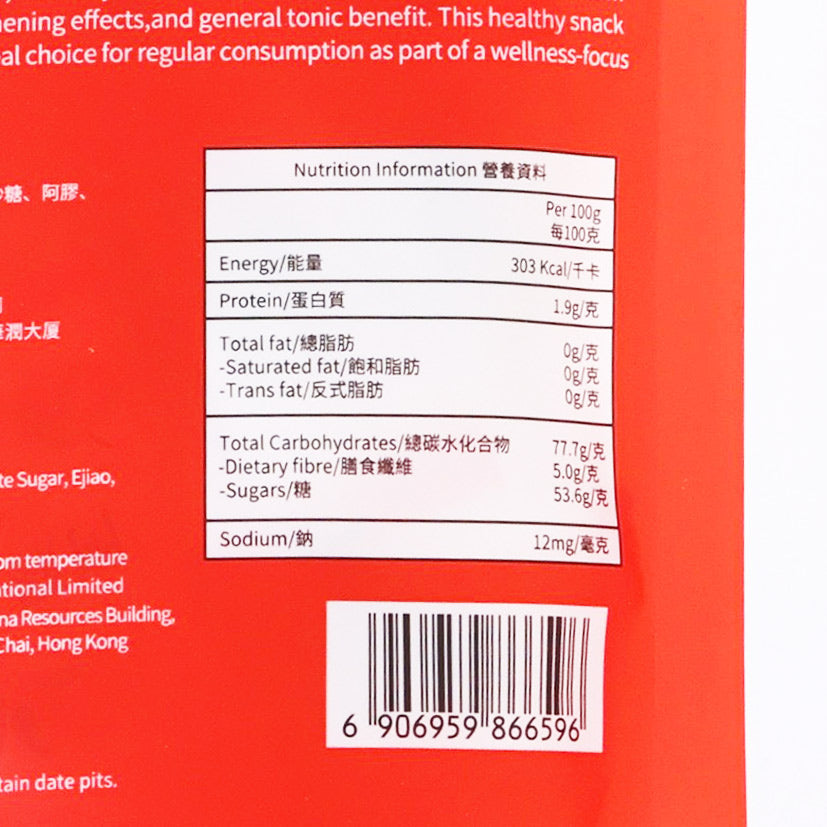 ening effects,and general tonic benefit. This healthy snack
al choice for regular consumption as part of a wellness-focus
糖、阿膠、
潤大厦
te Sugar, Ejiao,
om temperature
tional Limited
na Resources Building,
Chai, Hong Kong
tain date pits.
Nutrition Information 營養資料
Per 100g
每100克
Energy/能量 303 Kcal/千卡
Protein/蛋白質 1.9g/克
Total fat/總脂肪 0g/克
-Saturated fat/飽和脂肪 0g/克
-Trans fat/反式脂肪 0g/克
Total Carbohydrates/總碳水化合物 77.7g/克
-Dietary fibre/膳食纖維 5.0g/克
-Sugars/糖 53.6g/克
Sodium/鈉 12mg/毫克
6 906959 866596